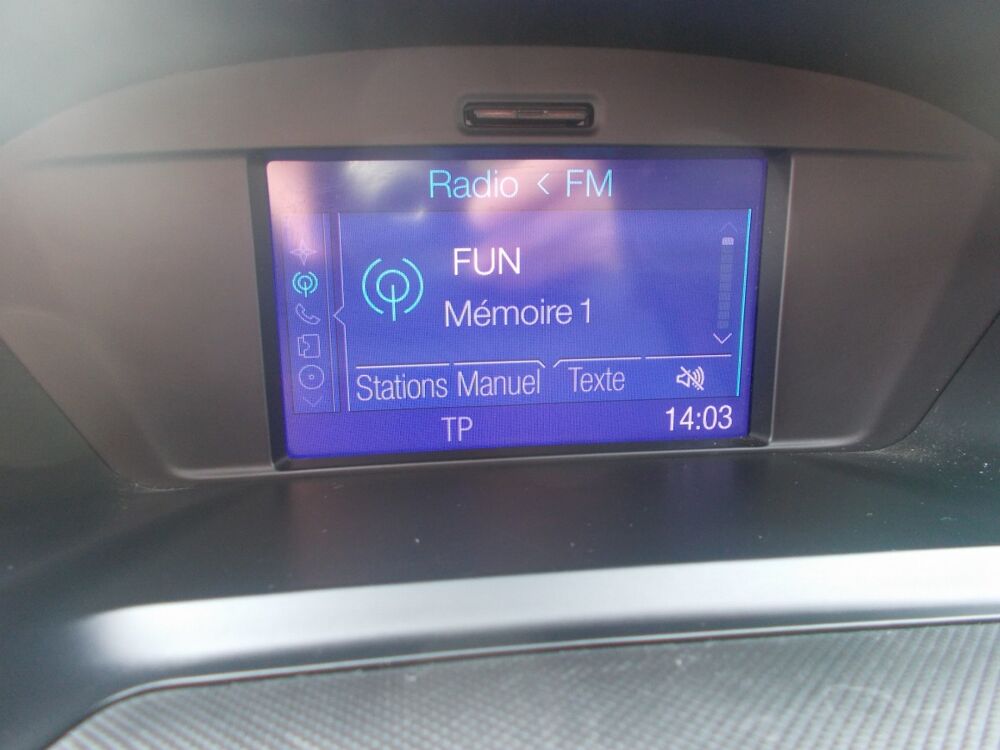 Radio < FM
FUN
Mémoire 1
Stations Manuel Texte
TP 14:03